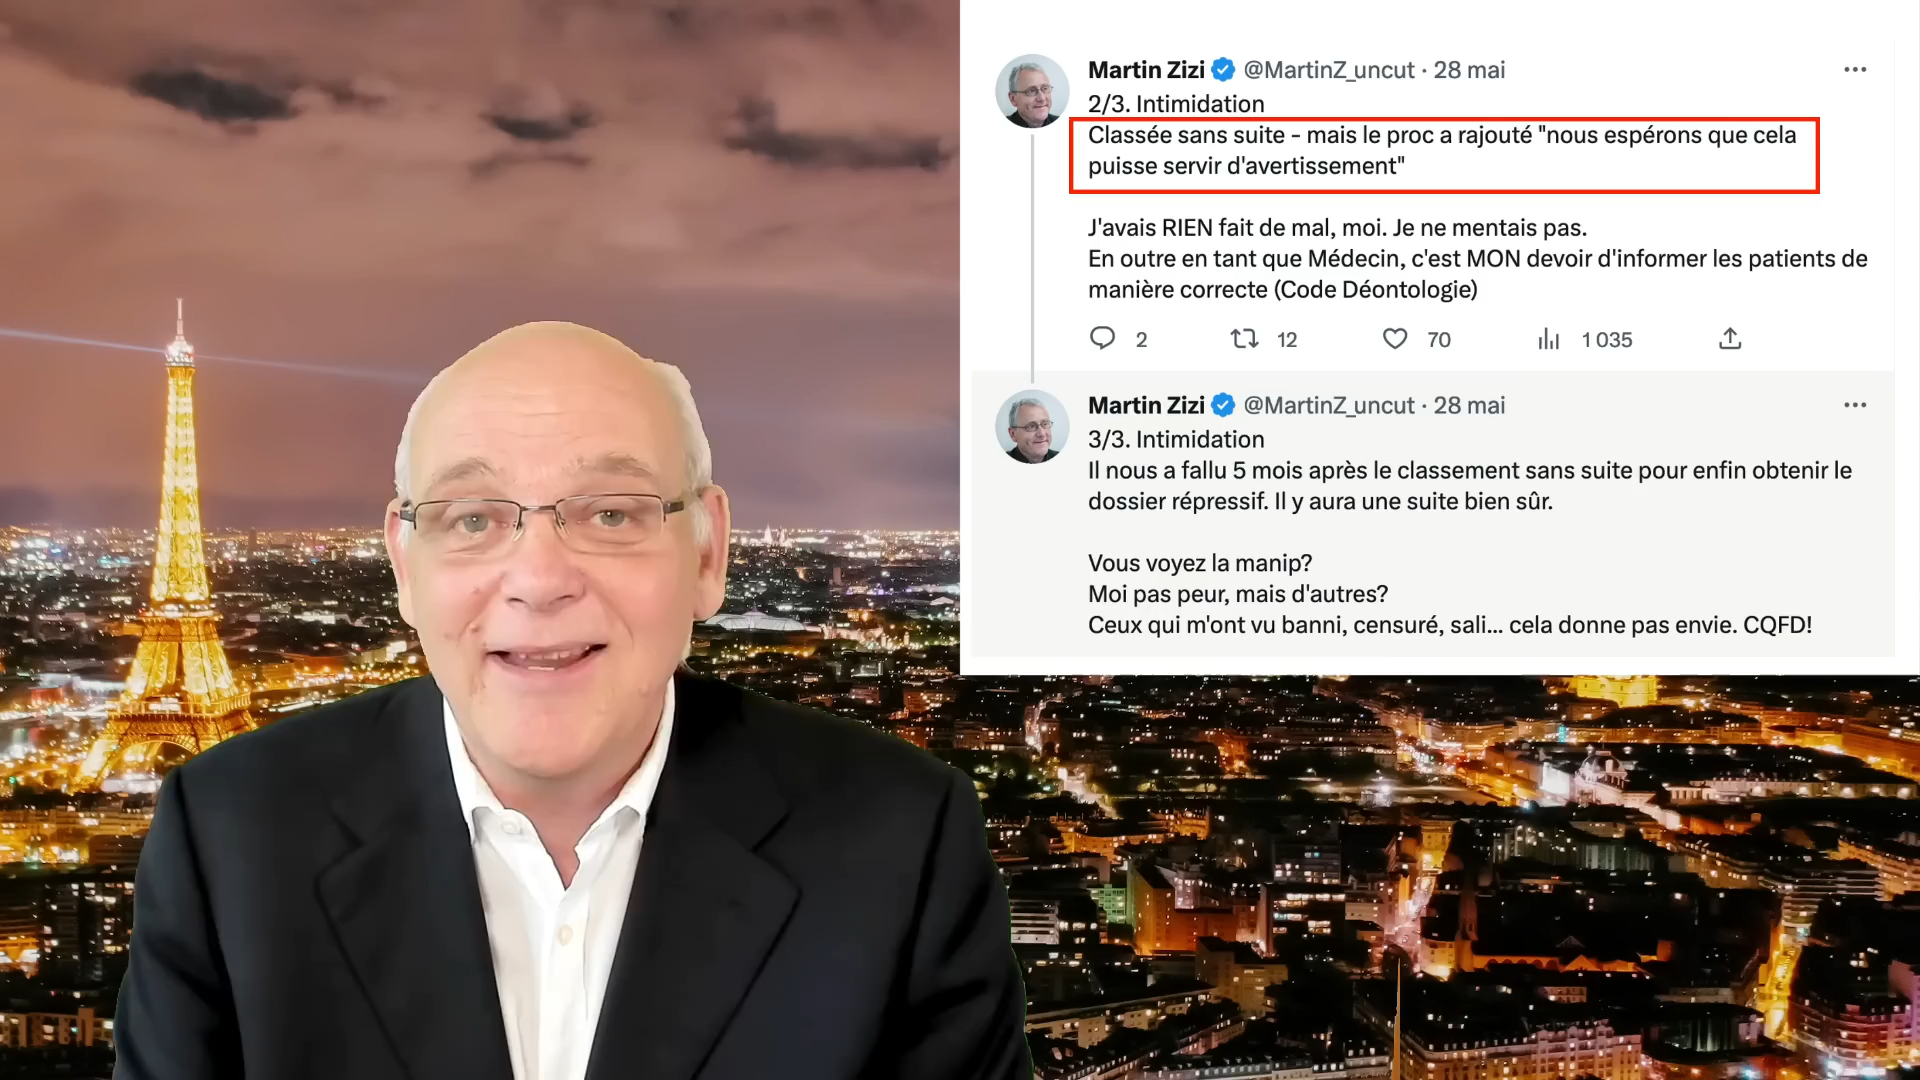 Martin Zizi @MartinZ_uncut · 28 mai
2/3. Intimidation
Classée sans suite - mais le proc a rajouté "nous espérons que cela
puisse servir d'avertissement"
J'avais RIEN fait de mal, moi. Je ne mentais pas.
En outre en tant que Médecin, c'est MON devoir d'informer les patients de
manière correcte (Code Déontologie)
2 12 70 1 035
Martin Zizi @MartinZ_uncut · 28 mai
3/3. Intimidation
Il nous a fallu 5 mois après le classement sans suite pour enfin obtenir le
dossier répressif. Il y aura une suite bien sûr.
Vous voyez la manip?
Moi pas peur, mais d'autres?
Ceux qui m'ont vu banni, censuré, sali... cela donne pas envie. CQFD!